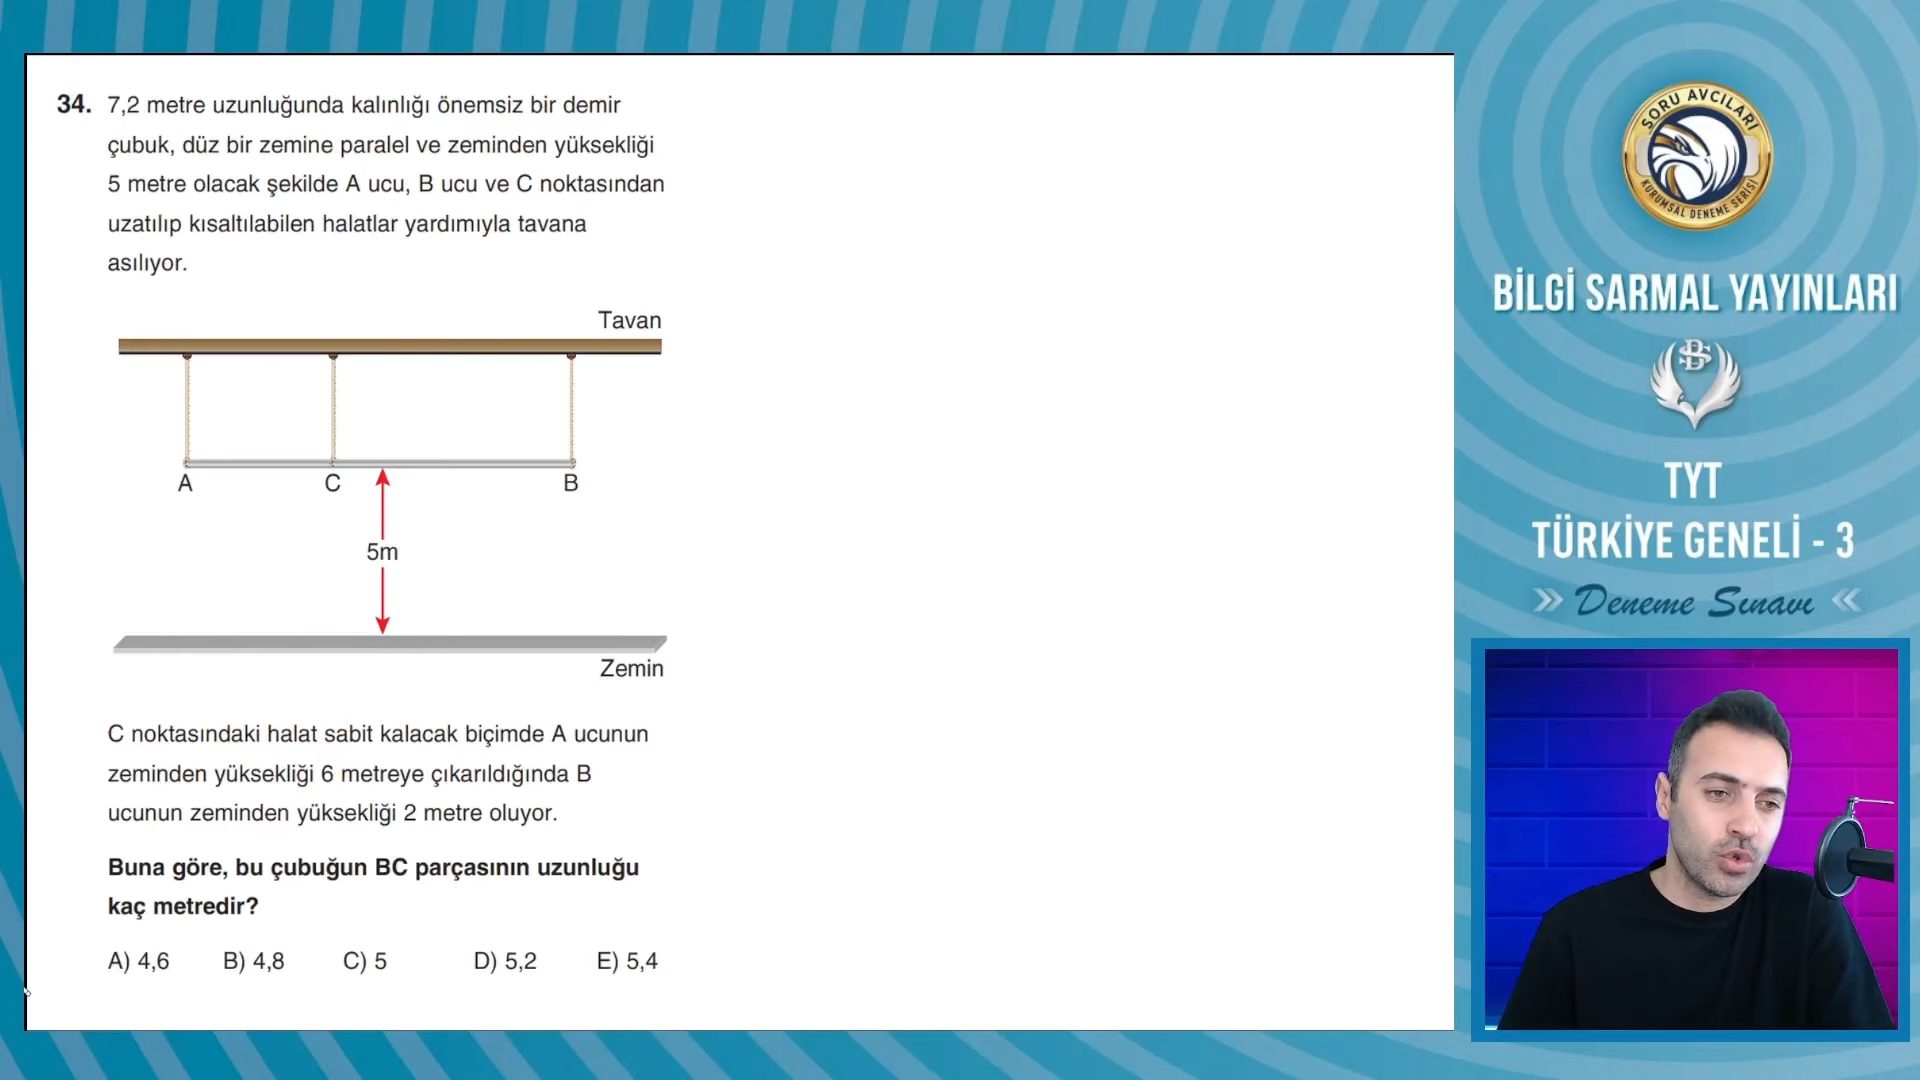 34. 7,2 metre uzunluğunda kalınlığı önemsiz bir demir
çubuk, düz bir zemine paralel ve zeminden yüksekliği
5 metre olacak şekilde A ucu, B ucu ve C noktasından
uzatılıp kısaltılabilen halatlar yardımıyla tavana
asılıyor.
Tavan
A C B
5m
Zemin
C noktasındaki halat sabit kalacak biçimde A ucunun
zeminden yüksekliği 6 metreye çıkarıldığında B
ucunun zeminden yüksekliği 2 metre oluyor.
Buna göre, bu çubuğun BC parçasının uzunluğu
kaç metredir?
A) 4,6 B) 4,8 C) 5 D) 5,2 E) 5,4
SORU AVCILARI
KURUMSAL DENEME SERİSİ
BİLGİ SARMAL YAYINLARI
BS
TYT
TÜRKİYE GENELİ - 3
Deneme Sınavı